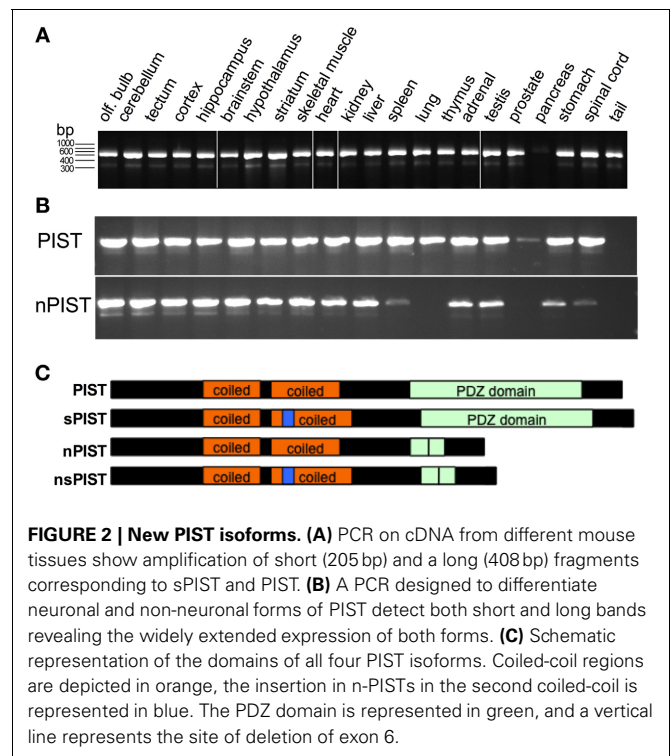 A
olf. bulb
cerebellum
tectum
cortex
hippocampus
brainstem
hypothalamus
striatum
skeletal muscle
heart
kidney
liver
spleen
lung
thymus
adrenal
testis
prostate
pancreas
stomach
spinal cord
tail
bp
1000
600
400
300
B
PIST
nPIST
C
PIST coiled coiled PDZ domain
sPIST coiled coiled PDZ domain
nPIST coiled coiled
nsPIST coiled coiled
FIGURE 2 | New PIST isoforms. (A) PCR on cDNA from different mouse
tissues show amplification of short (205 bp) and a long (408 bp) fragments
corresponding to sPIST and PIST. (B) A PCR designed to differentiate
neuronal and non-neuronal forms of PIST detect both short and long bands
revealing the widely extended expression of both forms. (C) Schematic
representation of the domains of all four PIST isoforms. Coiled-coil regions
are depicted in orange, the insertion in n-PISTs in the second coiled-coil is
represented in blue. The PDZ domain is represented in green, and a vertical
line represents the site of deletion of exon 6.